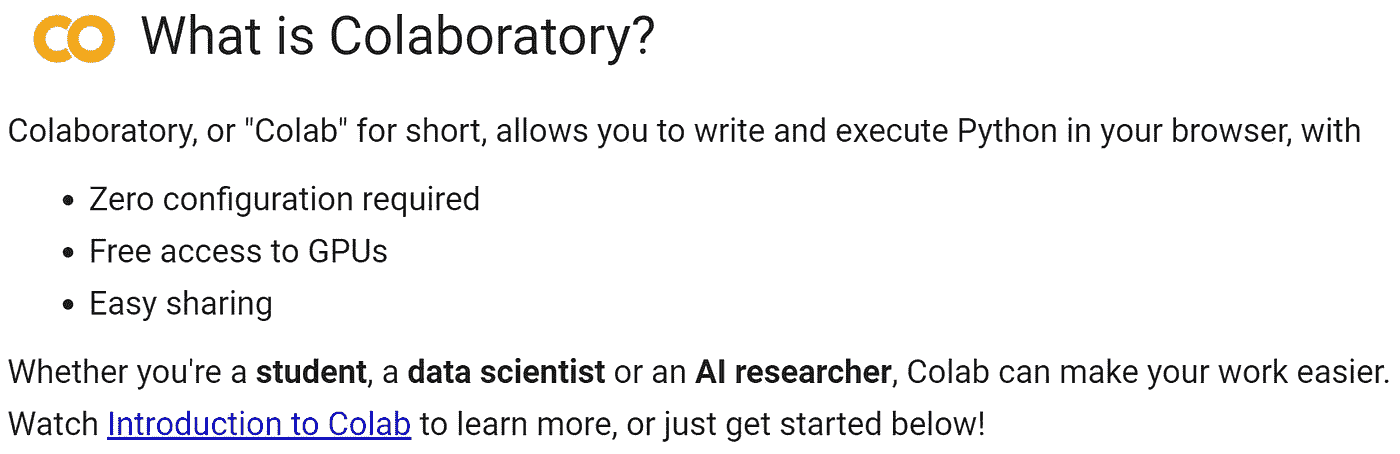 CO What is Colaboratory?
Colaboratory, or "Colab" for short, allows you to write and execute Python in your browser, with
• Zero configuration required
• Free access to GPUs
• Easy sharing
Whether you're a student, a data scientist or an AI researcher, Colab can make your work easier.
Watch Introduction to Colab to learn more, or just get started below!